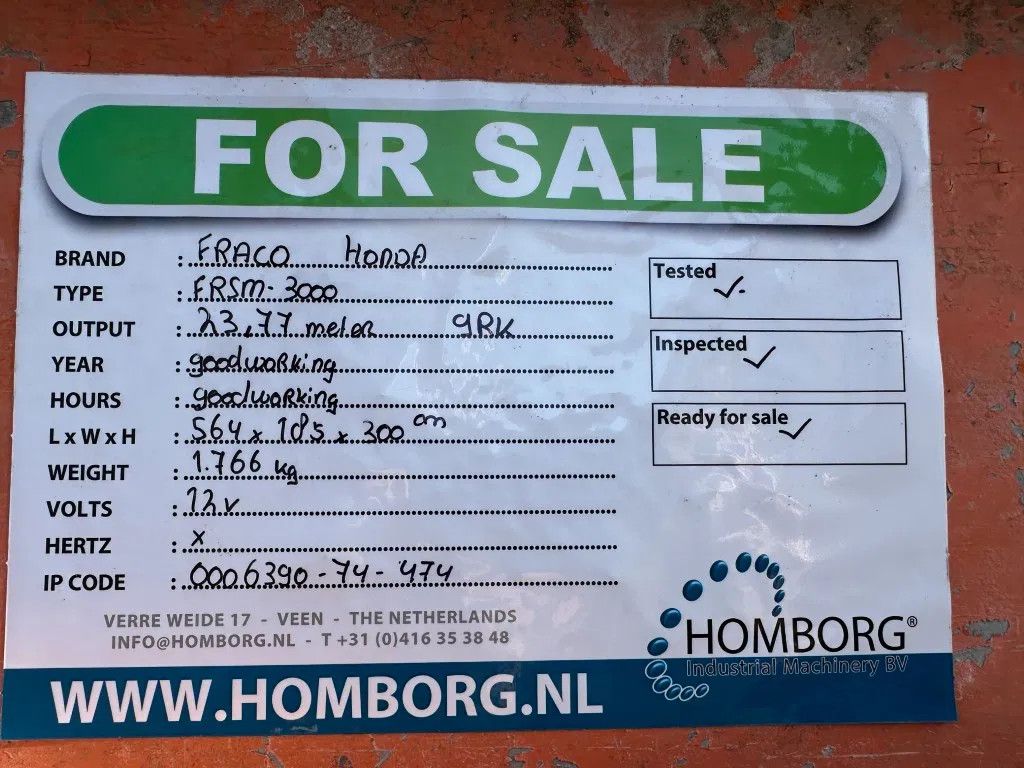 FOR SALE
BRAND : FRACO HONDA
TYPE : FRSM-3000
OUTPUT : 23,77 meter 9RK
YEAR : goodworking
HOURS : goodworking
L x W x H : 564 x 185 x 300 cm
WEIGHT : 1.766 kg
VOLTS : 12v
HERTZ : x
IP CODE : 0006390-74-474
Tested ✓
Inspected ✓
Ready for sale ✓
VERRE WEIDE 17 - VEEN - THE NETHERLANDS
INFO@HOMBORG.NL - T +31 (0)416 35 38 48
HOMBORG®
Industrial Machinery BV
WWW.HOMBORG.NL